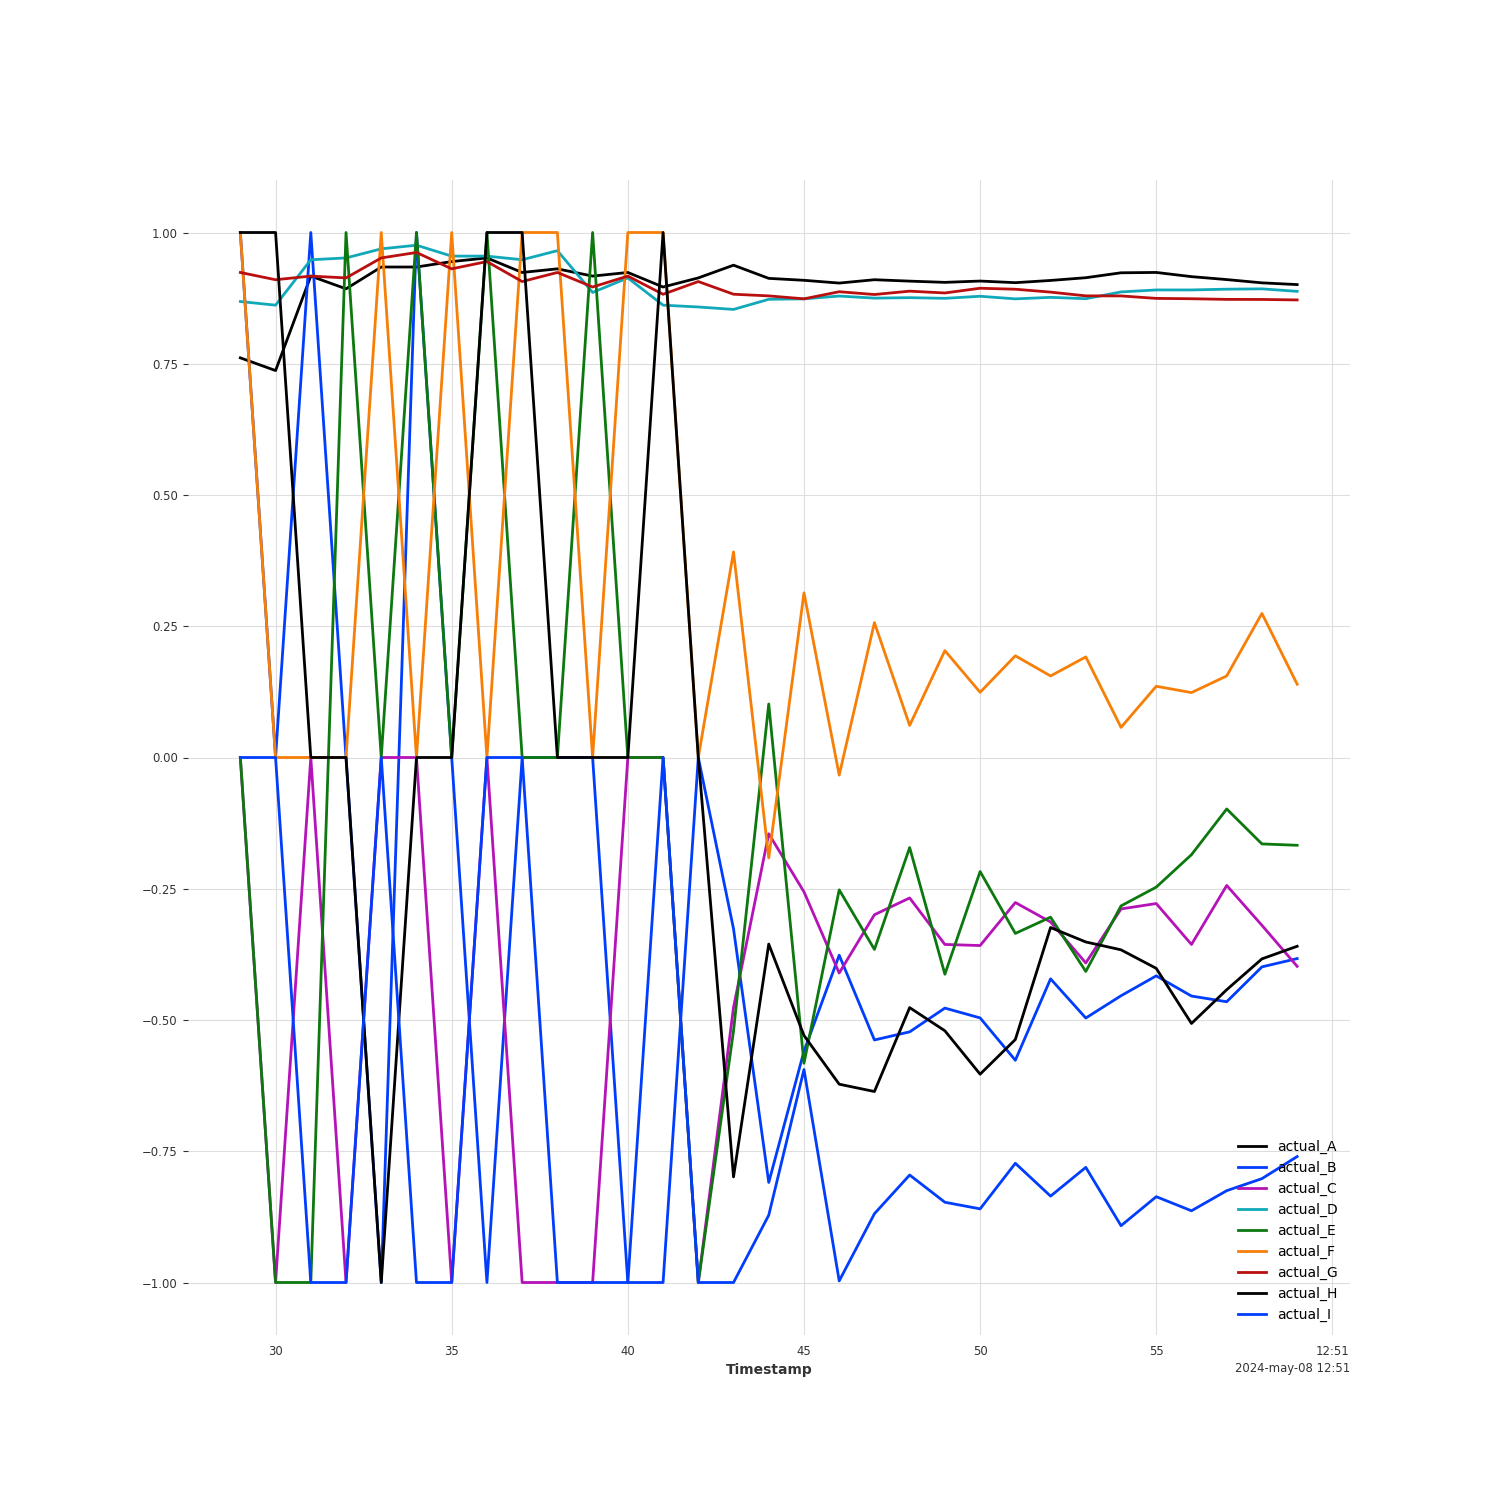 1.00
0.75
0.50
0.25
0.00
−0.25
−0.50
−0.75
−1.00
actual_A
actual_B
actual_C
actual_D
actual_E
actual_F
actual_G
actual_H
actual_I
30 35 40 45 50 55 12:51
Timestamp
2024-may-08 12:51